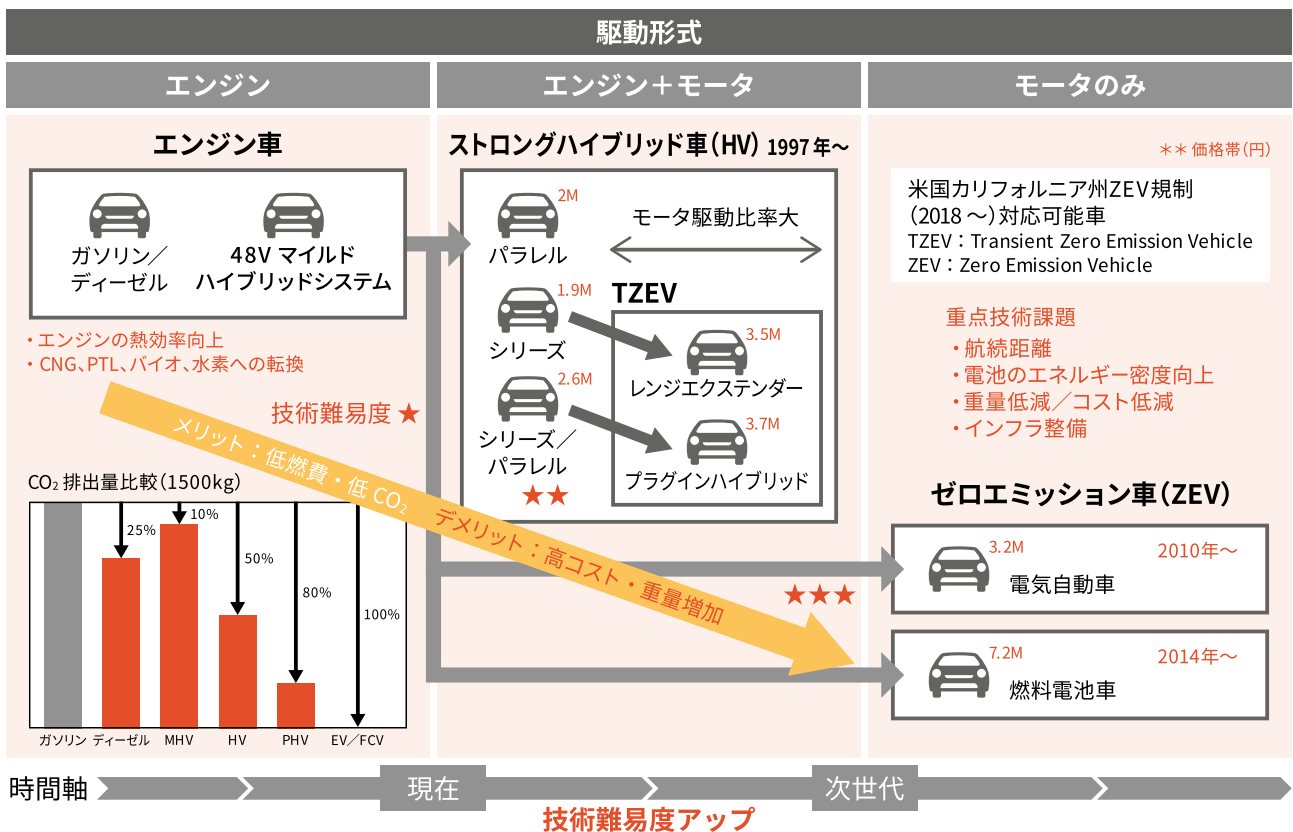 駆動形式
エンジン
エンジン＋モータ
モータのみ
エンジン車
ガソリン／
ディーゼル
48V マイルド
ハイブリッドシステム
・エンジンの熱効率向上
・CNG、PTL、バイオ、水素への転換
技術難易度 ★
メリット：低燃費・低 CO₂
デメリット：高コスト・重量増加
CO₂ 排出量比較（1500kg）
25%
10%
50%
80%
100%
ガソリン
ディーゼル
MHV
HV
PHV
EV／FCV
ストロングハイブリッド車（HV） 1997 年〜
2M
パラレル
モータ駆動比率大
1.9M
シリーズ
TZEV
3.5M
レンジエクステンダー
2.6M
シリーズ／
パラレル
★★
3.7M
プラグインハイブリッド
★★★
＊＊ 価格帯（円）
米国カリフォルニア州ZEV規制
（2018 〜）対応可能車
TZEV：Transient Zero Emission Vehicle
ZEV：Zero Emission Vehicle
重点技術課題
・航続距離
・電池のエネルギー密度向上
・重量低減／コスト低減
・インフラ整備
ゼロエミッション車（ZEV）
3.2M
2010年〜
電気自動車
7.2M
2014年〜
燃料電池車
時間軸
現在
次世代
技術難易度アップ